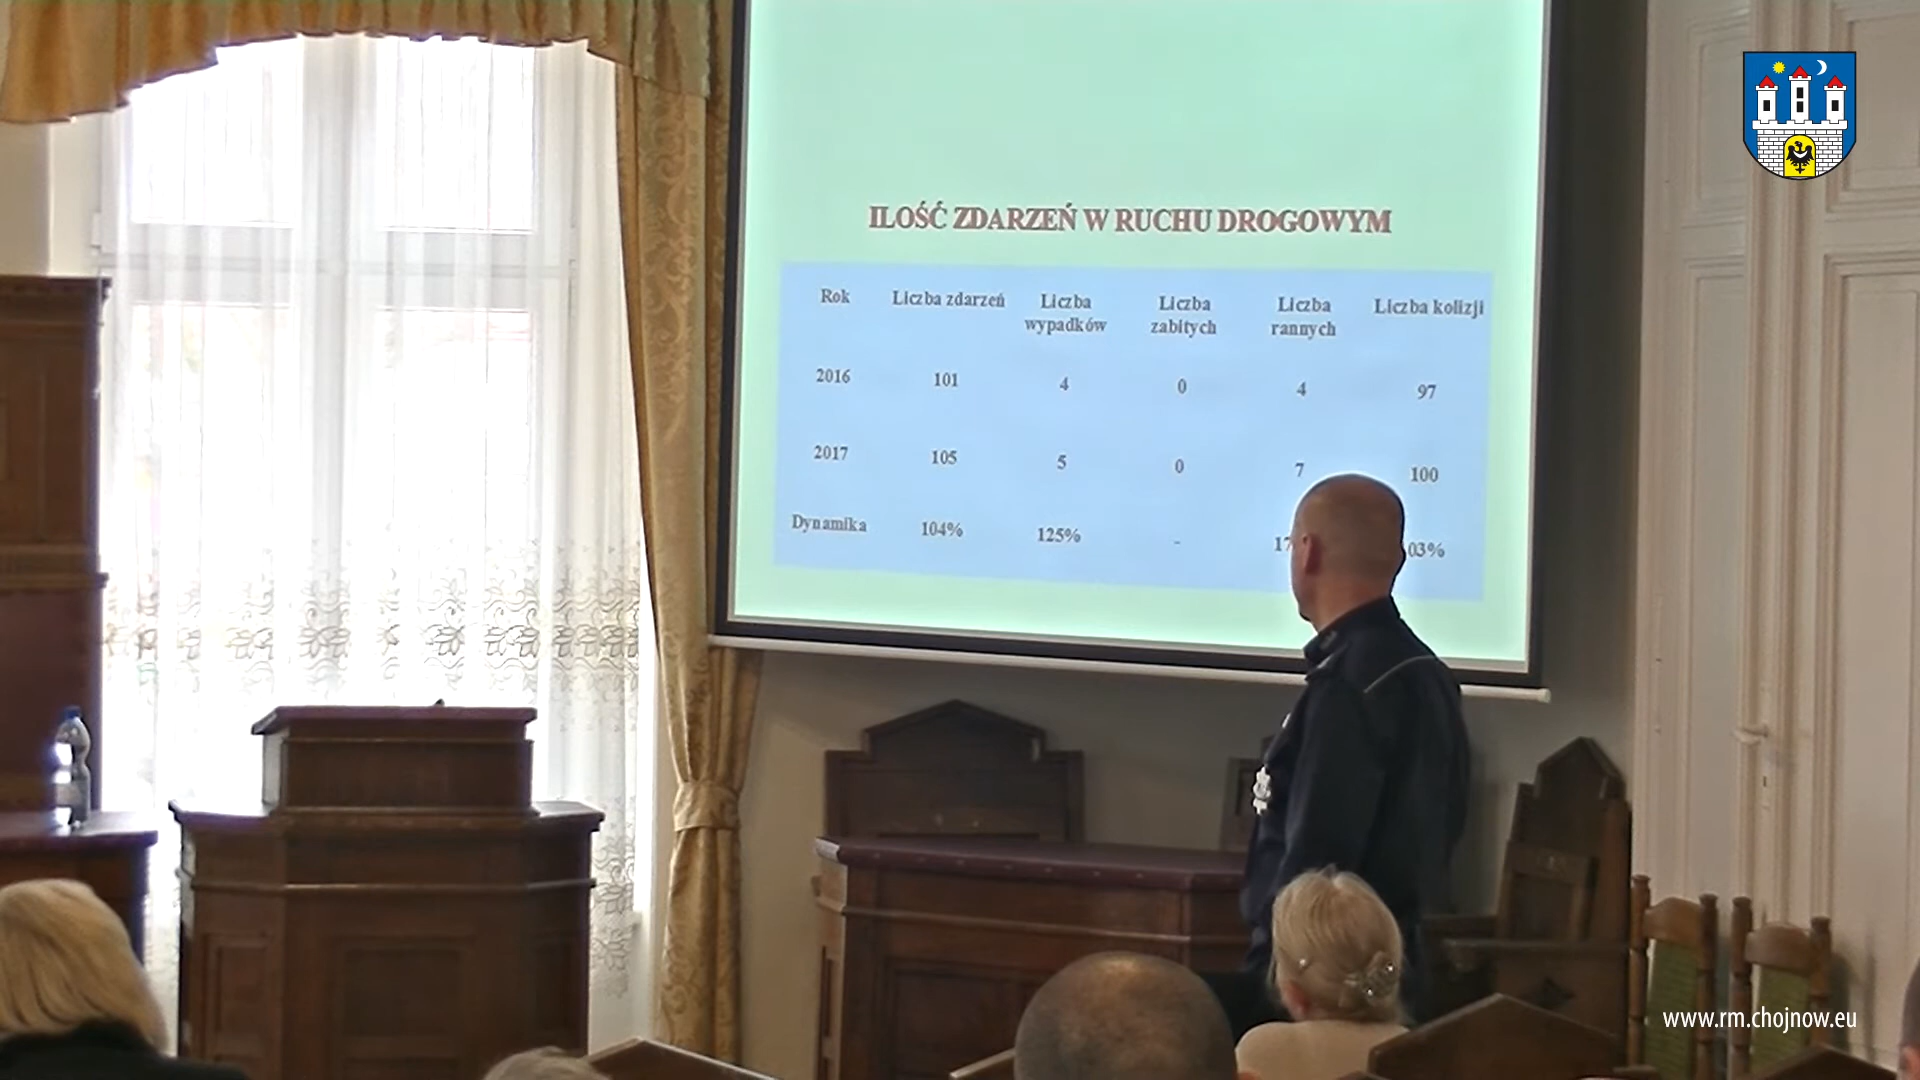 ILOŚĆ ZDARZEŃ W RUCHU DROGOWYM
Rok Liczba zdarzeń Liczba wypadków Liczba zabitych Liczba rannych Liczba kolizji
2016 101 4 0 4 97
2017 105 5 0 7 100
Dynamika 104% 125% -
www.rm.chojnow.eu